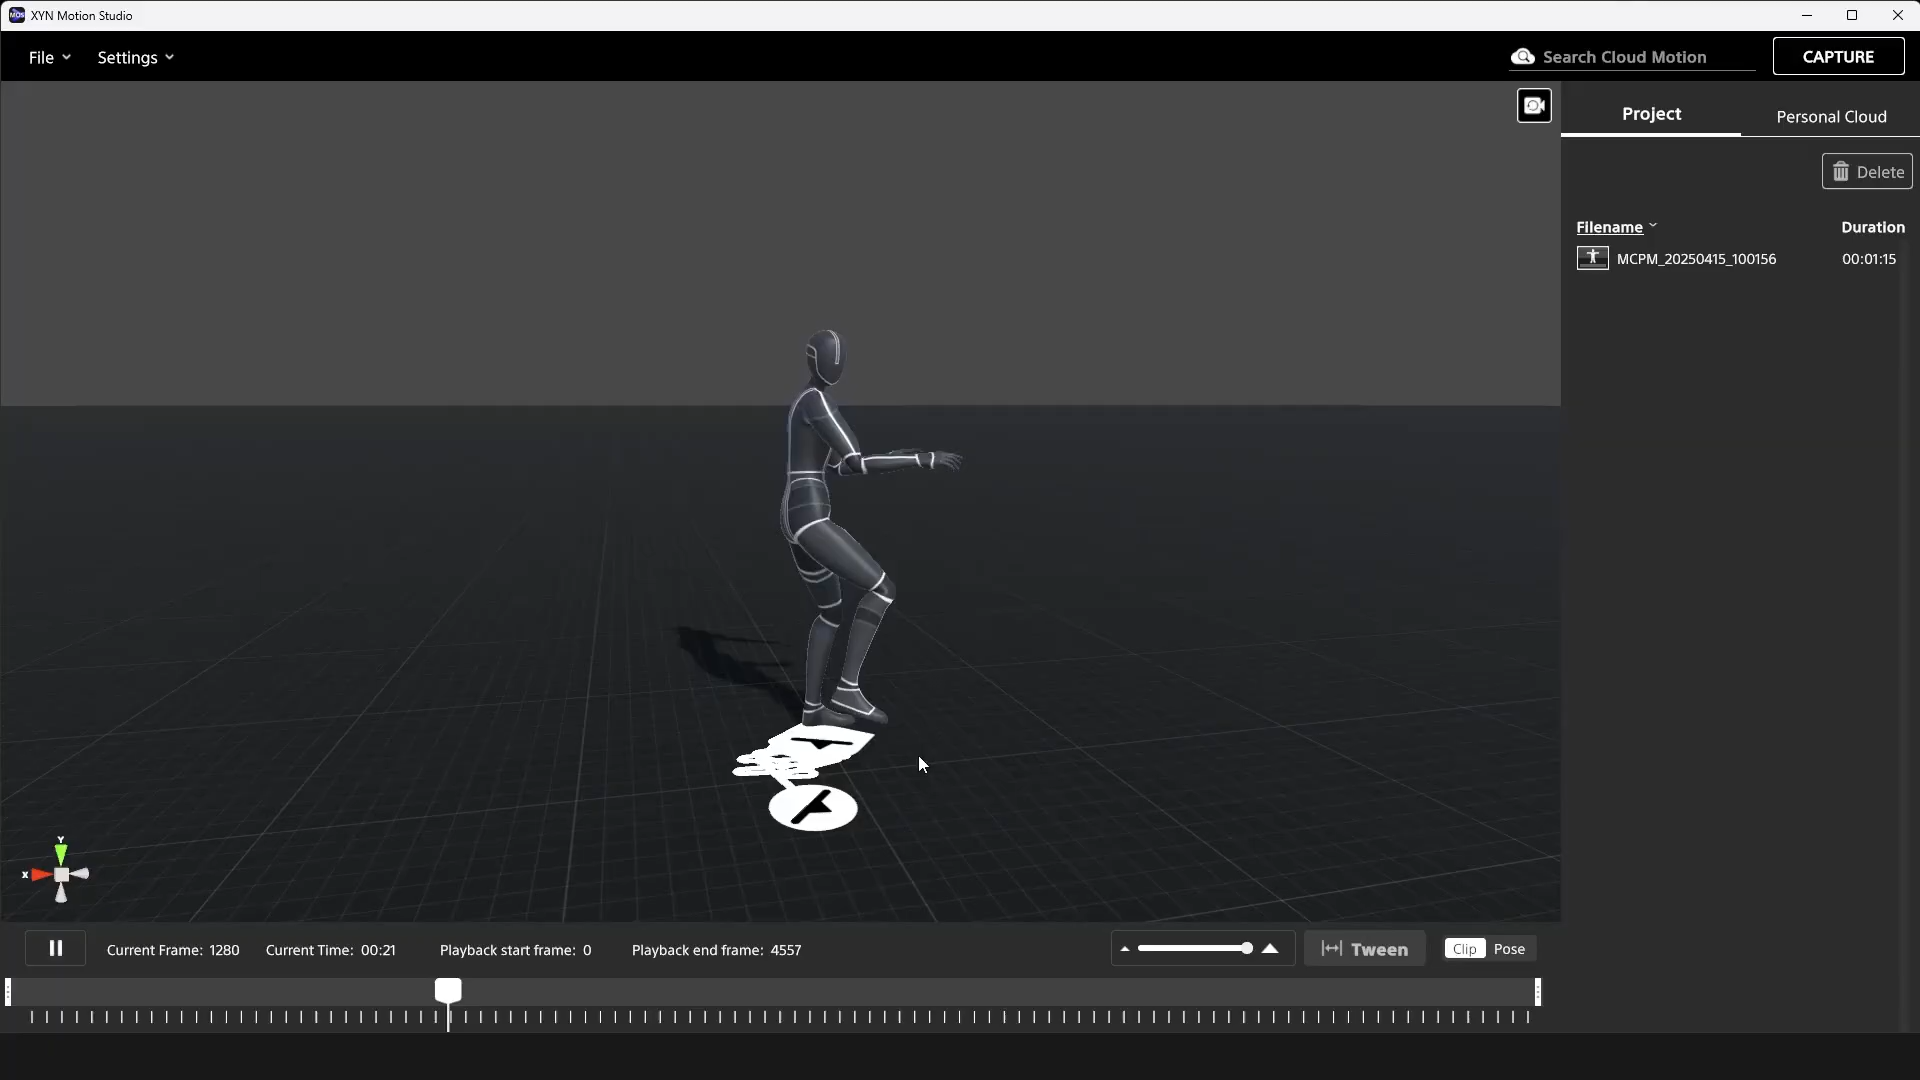 XYN Motion Studio
File Settings Search Cloud Motion CAPTURE
Project Personal Cloud
Delete
Filename Duration
MCPM_20250415_100156 00:01:15
Y
X
Current Frame: 1280 Current Time: 00:21 Playback start frame: 0 Playback end frame: 4557 Tween Clip Pose